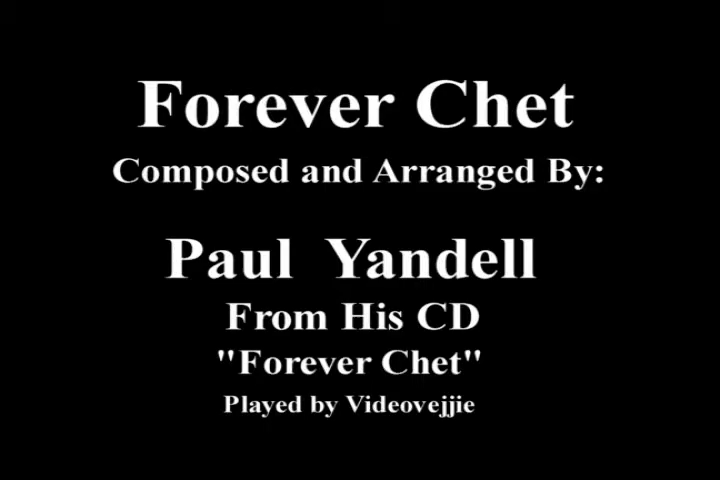 Forever Chet
Composed and Arranged By:
Paul Yandell
From His CD
"Forever Chet"
Played by Videovejjie